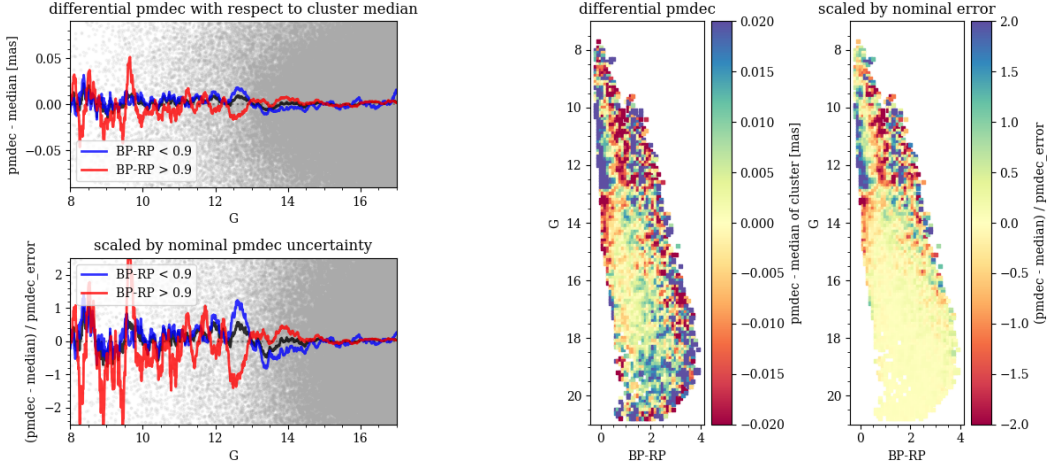 differential pmdec with respect to cluster median
pmdec - median [mas]
0.05
0.00
−0.05
BP-RP < 0.9
BP-RP > 0.9
8 10 12 14 16
G
scaled by nominal pmdec uncertainty
(pmdec - median) / pmdec_error
2
1
0
−1
−2
BP-RP < 0.9
BP-RP > 0.9
8 10 12 14 16
G
differential pmdec
G
8
10
12
14
16
18
20
0 2 4
BP-RP
0.020
0.015
0.010
0.005
0.000
−0.005
−0.010
−0.015
−0.020
pmdec - median of cluster [mas]
scaled by nominal error
G
8
10
12
14
16
18
20
0 2 4
BP-RP
2.0
1.5
1.0
0.5
0.0
−0.5
−1.0
−1.5
−2.0
(pmdec - median) / pmdec_error